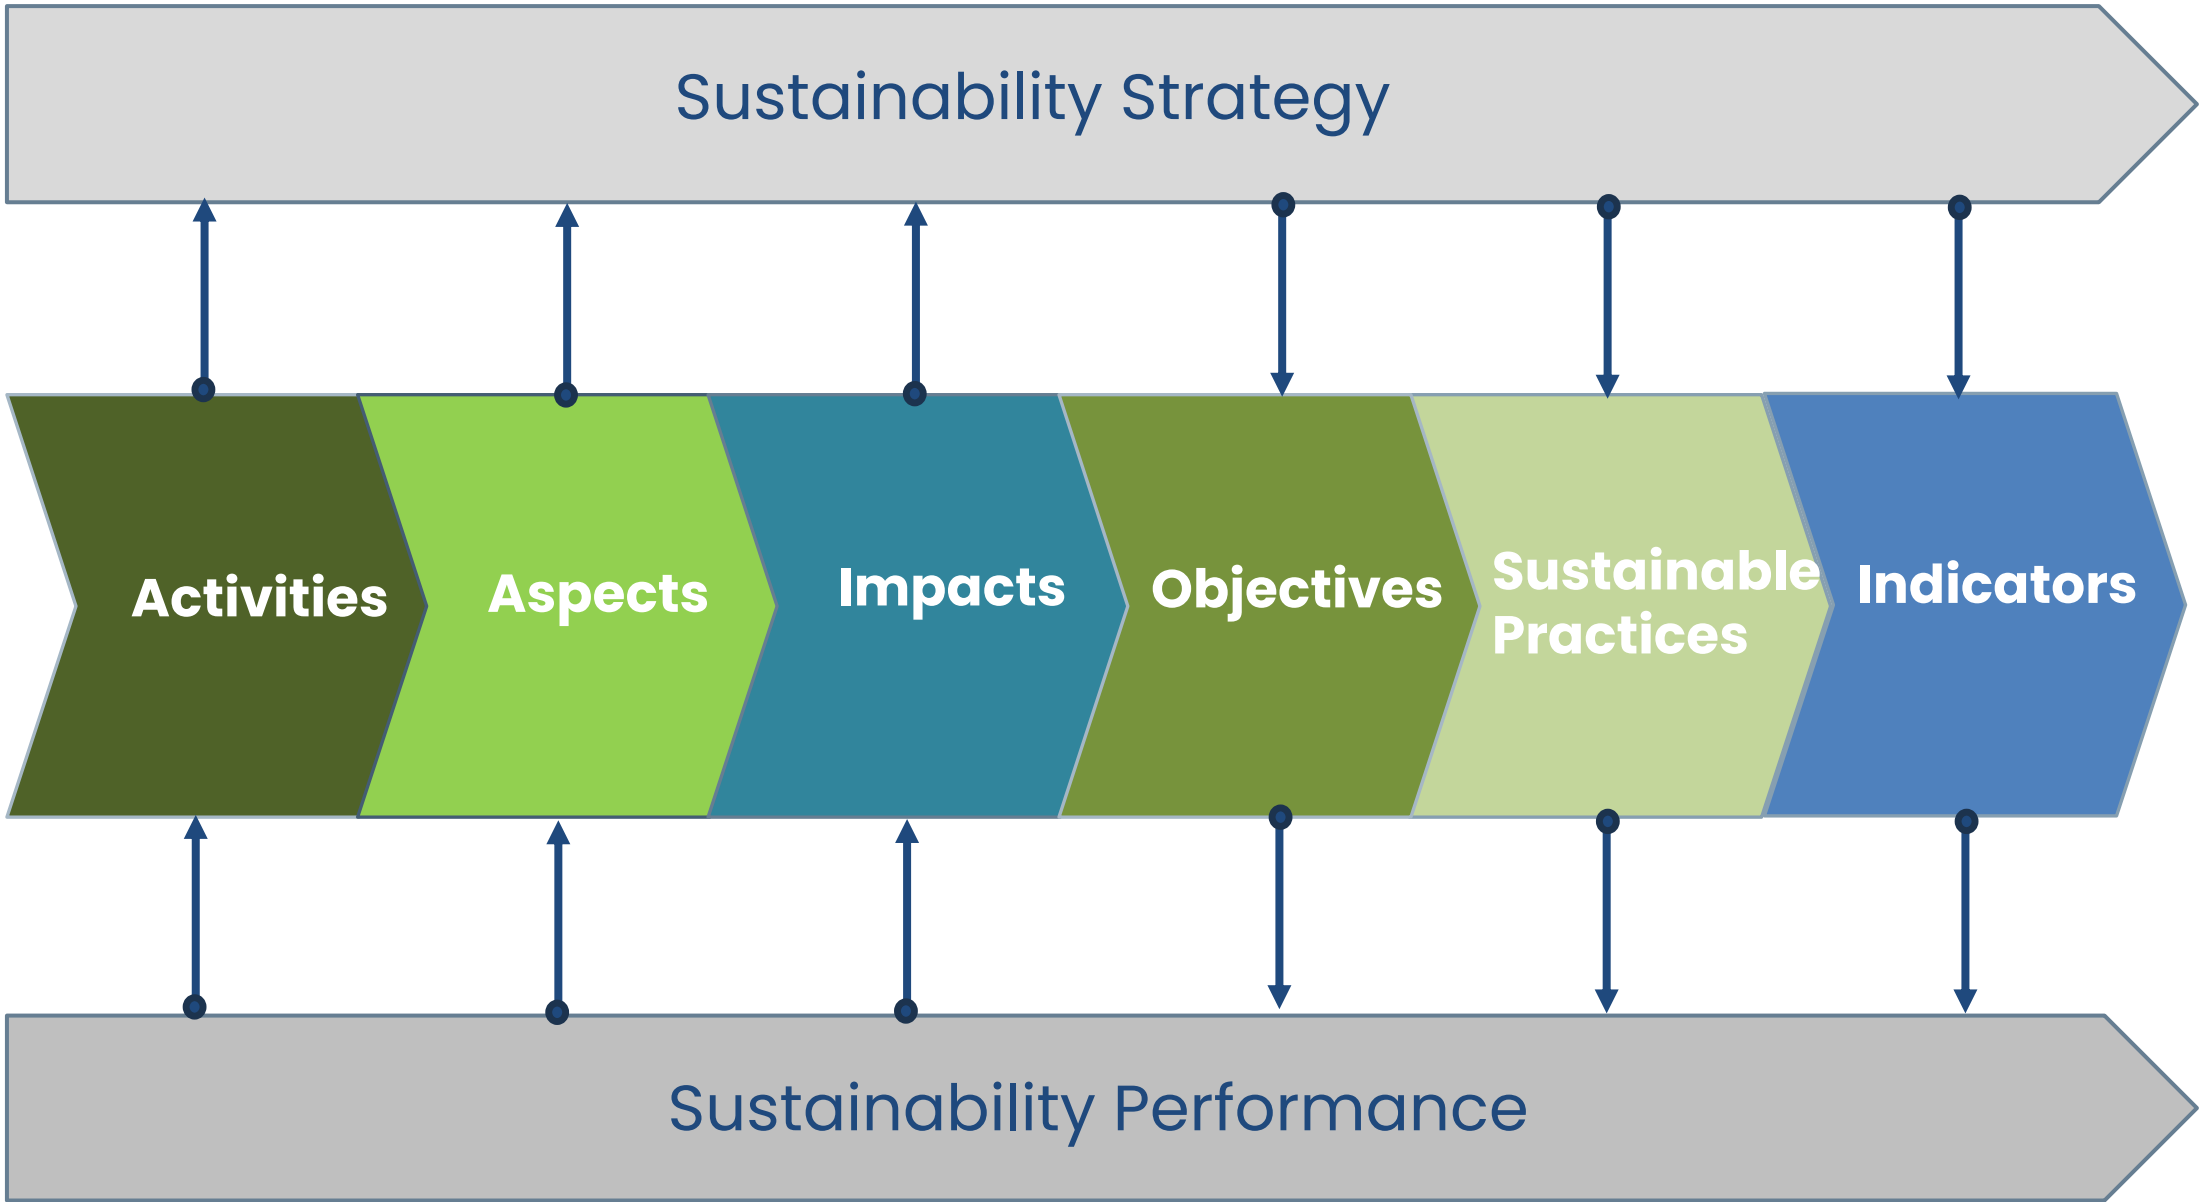 Sustainability Strategy
Activities
Aspects
Impacts
Objectives
Sustainable
Practices
Indicators
Sustainability Performance